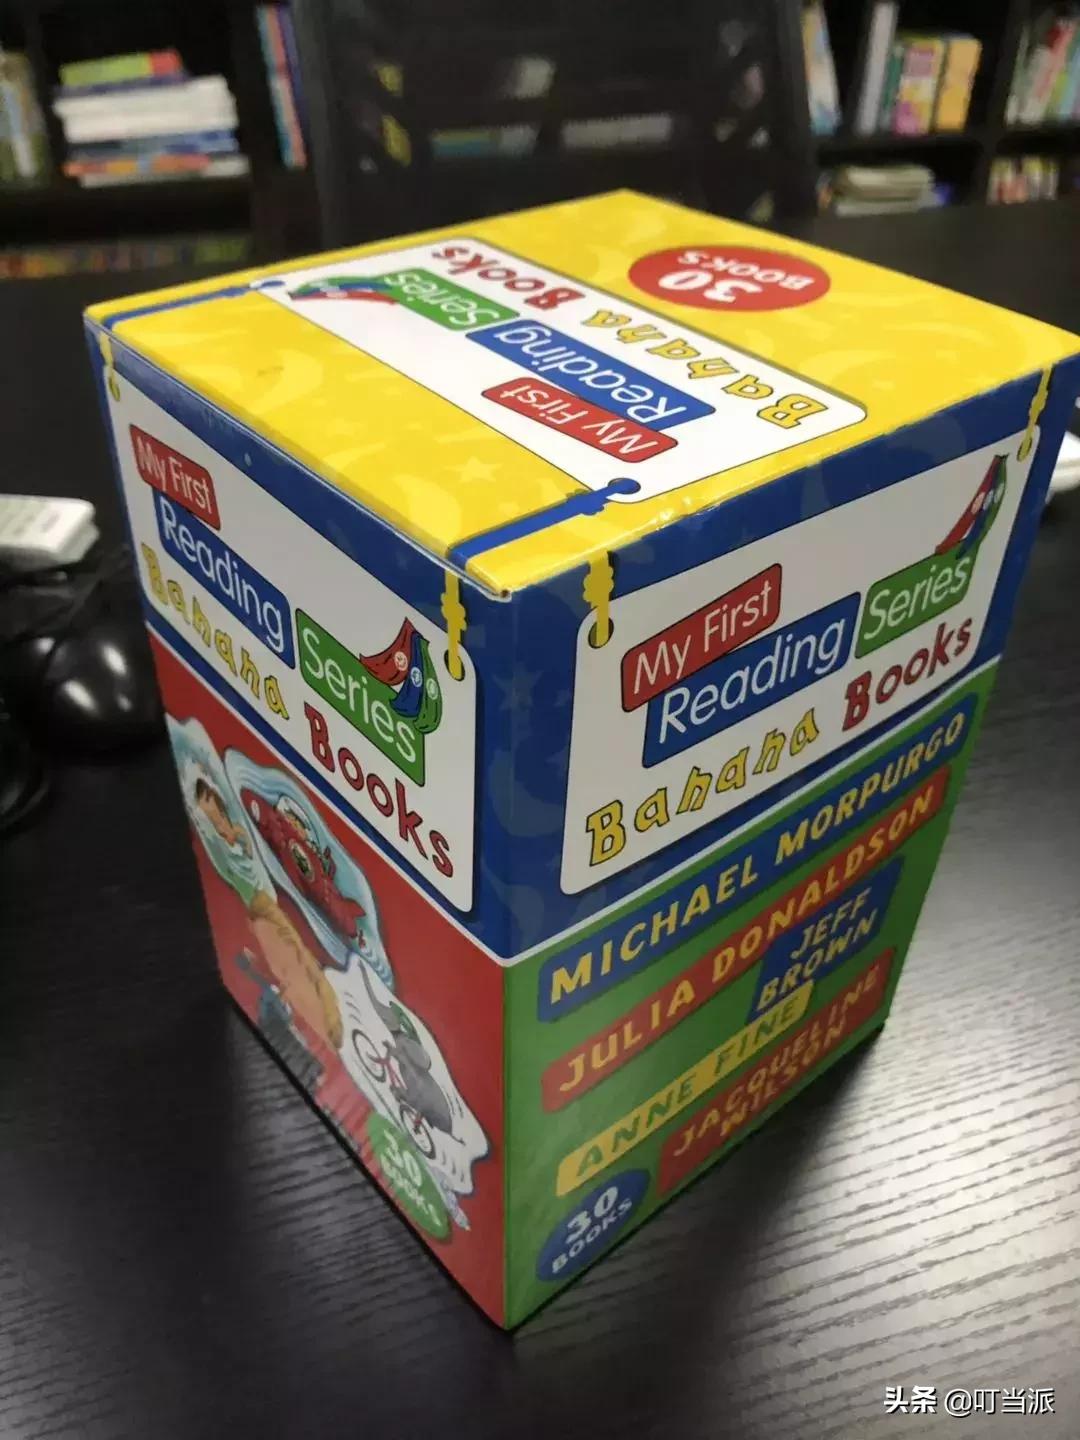 30
BOOKS
My First
Reading
Series
Banana Books
My First
Reading
Series
Banana Books
30
BOOKS
My First
Reading
Series
Banana Books
MICHAEL MORPURGO
JULIA DONALDSON
JEFF
BROWN
ANNE FINE
JACQUELINE
WILSON
30
BOOKS
头条 @叮当派